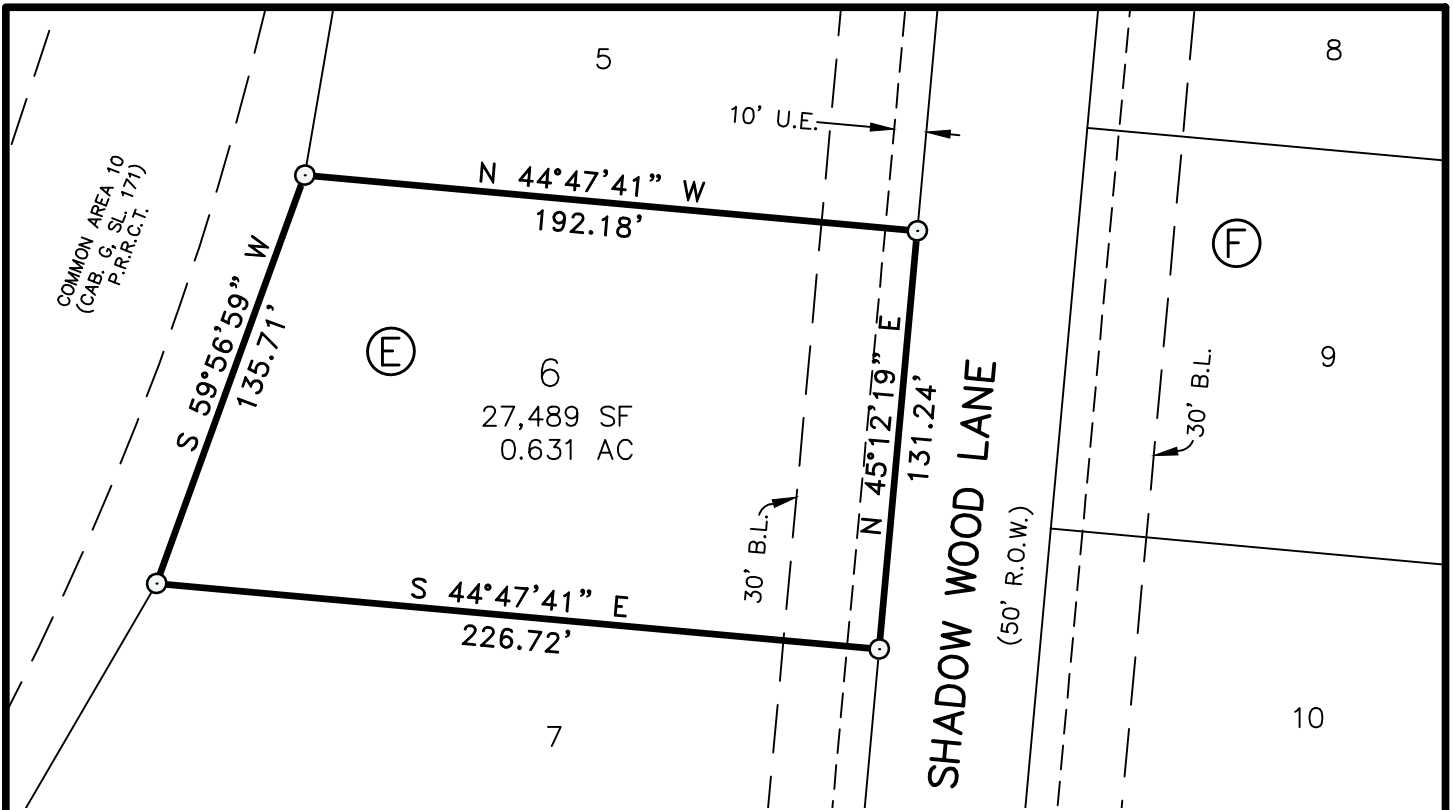 5
8
10' U.E.
COMMON AREA 10
(CAB. G, SL. 171)
P.R.R.C.T.
N 44°47'41" W
192.18'
F
S 59°56'59" W
135.71'
E
6
27,489 SF
0.631 AC
N 45°12'19" E
131.24'
9
30' B.L.
30' B.L.
SHADOW WOOD LANE
(50' R.O.W.)
S 44°47'41" E
226.72'
7
10